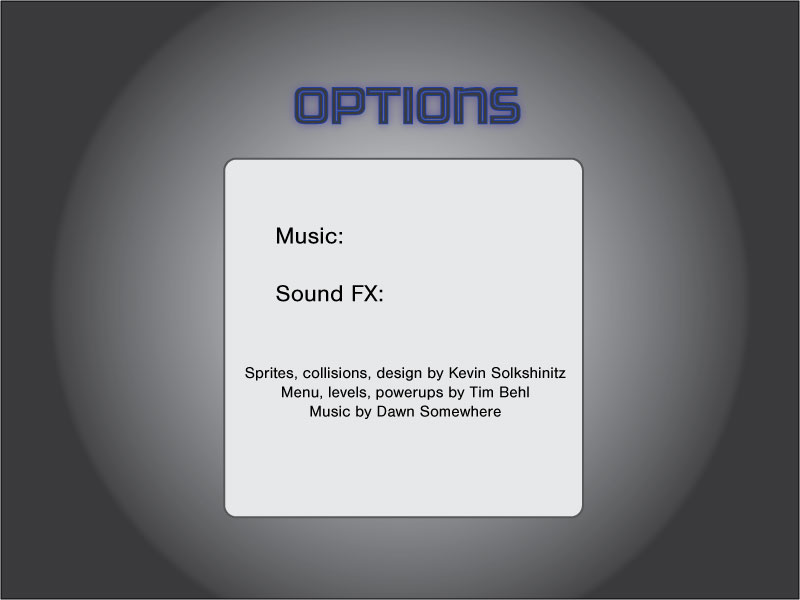 OPTIONS
Music:
Sound FX:
Sprites, collisions, design by Kevin Solkshinitz
Menu, levels, powerups by Tim Behl
Music by Dawn Somewhere